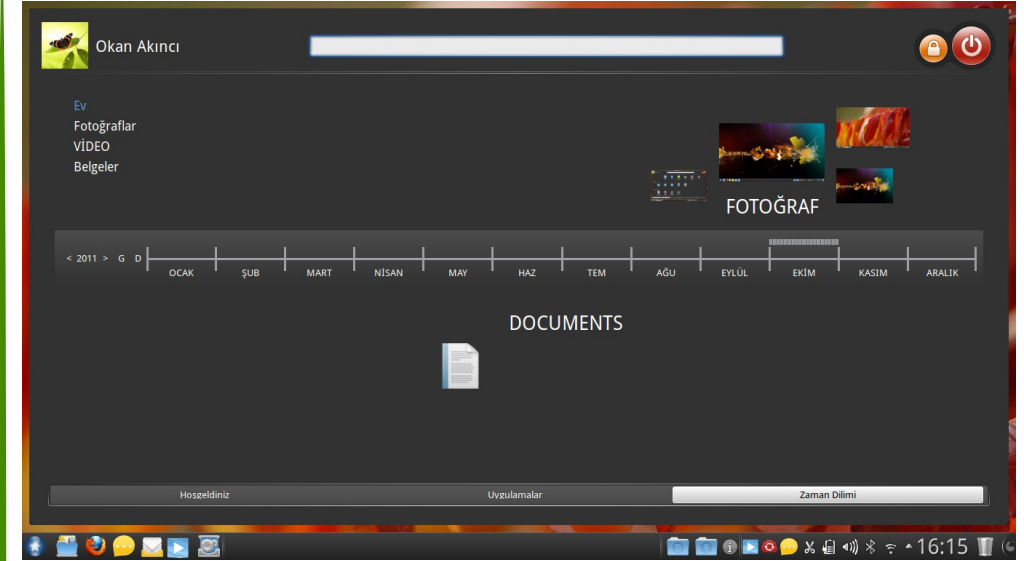 Okan Akıncı
Ev
Fotoğraflar
VİDEO
Belgeler
FOTOĞRAF
< 2011 > G D
OCAK ŞUB MART NİSAN MAY HAZ TEM AĞU EYLÜL EKİM KASIM ARALIK
DOCUMENTS
Hoşgeldiniz Uygulamalar Zaman Dilimi
16:15